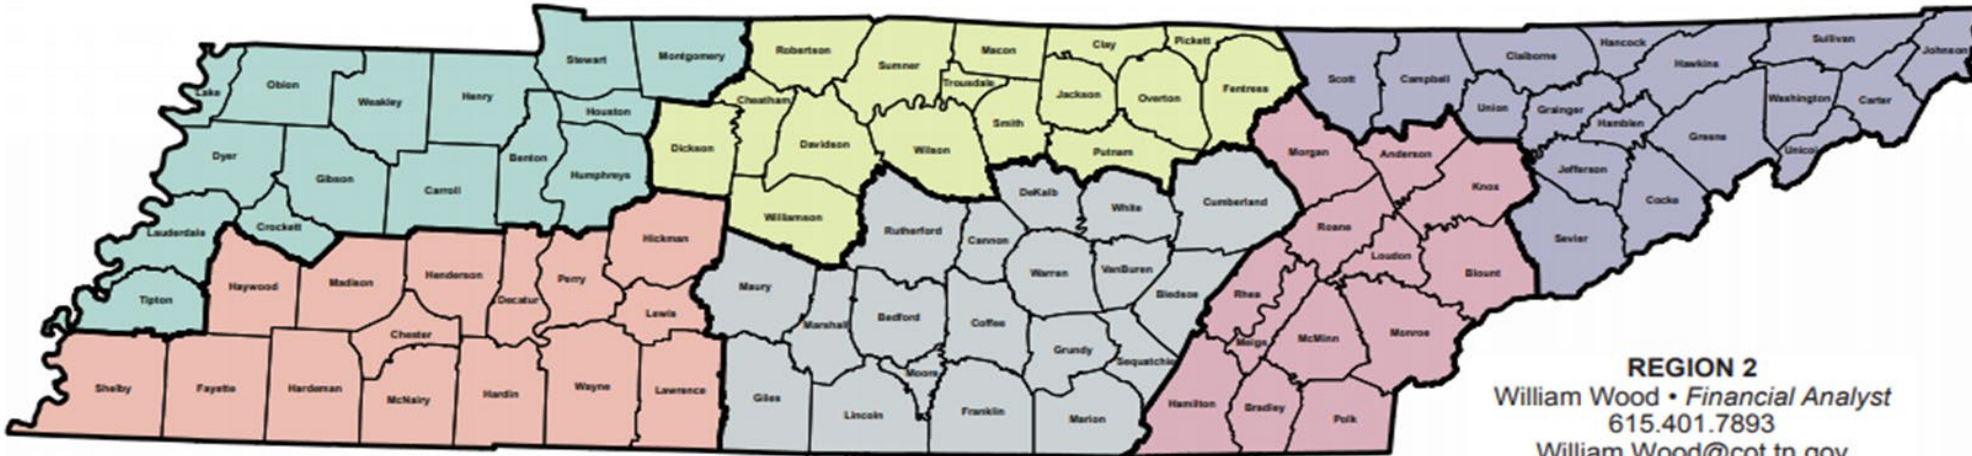 Lake
Obion
Weakley
Henry
Stewart
Montgomery
Houston
Dyer
Gibson
Carroll
Benton
Humphreys
Lauderdale
Crockett
Tipton
Robertson
Sumner
Macon
Trousdale
Clay
Pickett
Cheatham
Jackson
Overton
Fentress
Dickson
Davidson
Wilson
Smith
Putnam
Williamson
Scott
Campbell
Claiborne
Hancock
Hawkins
Sullivan
Johnson
Union
Grainger
Hamblen
Washington
Carter
Greene
Unicoi
Jefferson
Cocke
Sevier
Haywood
Madison
Henderson
Decatur
Perry
Hickman
Lewis
Chester
Shelby
Fayette
Hardeman
McNairy
Hardin
Wayne
Lawrence
DeKalb
White
Cumberland
Rutherford
Cannon
Warren
VanBuren
Bledsoe
Maury
Marshall
Bedford
Coffee
Grundy
Sequatchie
Moore
Giles
Lincoln
Franklin
Marion
Morgan
Anderson
Knox
Roane
Loudon
Blount
Rhea
Meigs
McMinn
Monroe
Hamilton
Bradley
Polk
REGION 2
William Wood • Financial Analyst
615.401.7893
William.Wood@cot.tn.gov